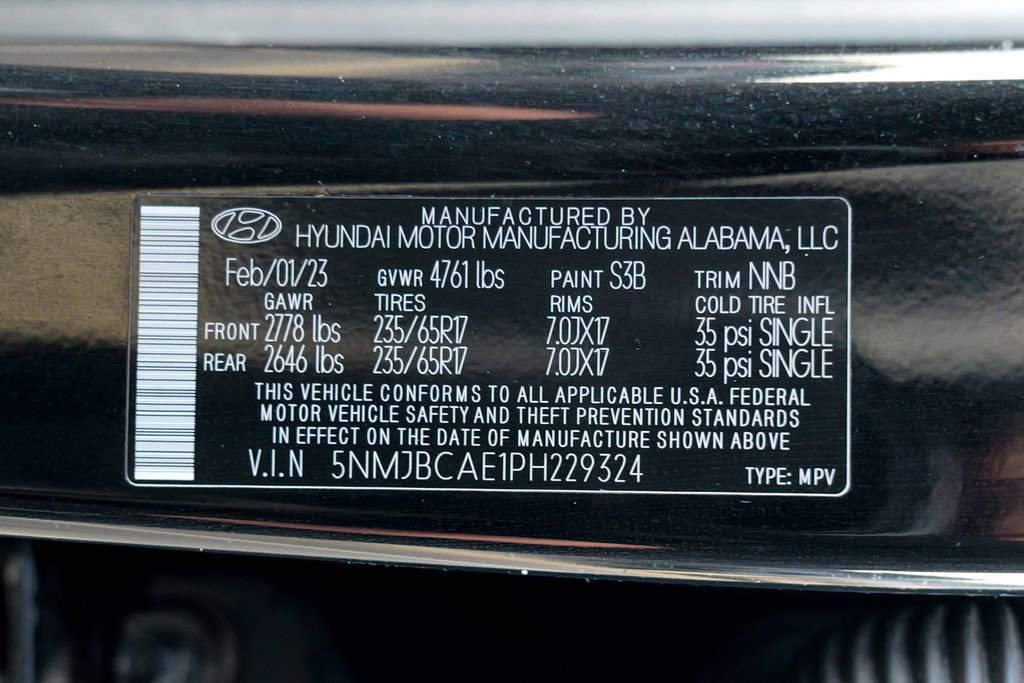 MANUFACTURED BY
HYUNDAI MOTOR MANUFACTURING ALABAMA, LLC
Feb/01/23 GVWR 4761 lbs PAINT S3B TRIM NNB
GAWR TIRES RIMS COLD TIRE INFL
FRONT 2778 lbs 235/65R17 7.0JX17 35 psi SINGLE
REAR 2646 lbs 235/65R17 7.0JX17 35 psi SINGLE
THIS VEHICLE CONFORMS TO ALL APPLICABLE U.S.A. FEDERAL
MOTOR VEHICLE SAFETY AND THEFT PREVENTION STANDARDS
IN EFFECT ON THE DATE OF MANUFACTURE SHOWN ABOVE
V.I.N 5NMJBCAE1PH229324 TYPE: MPV